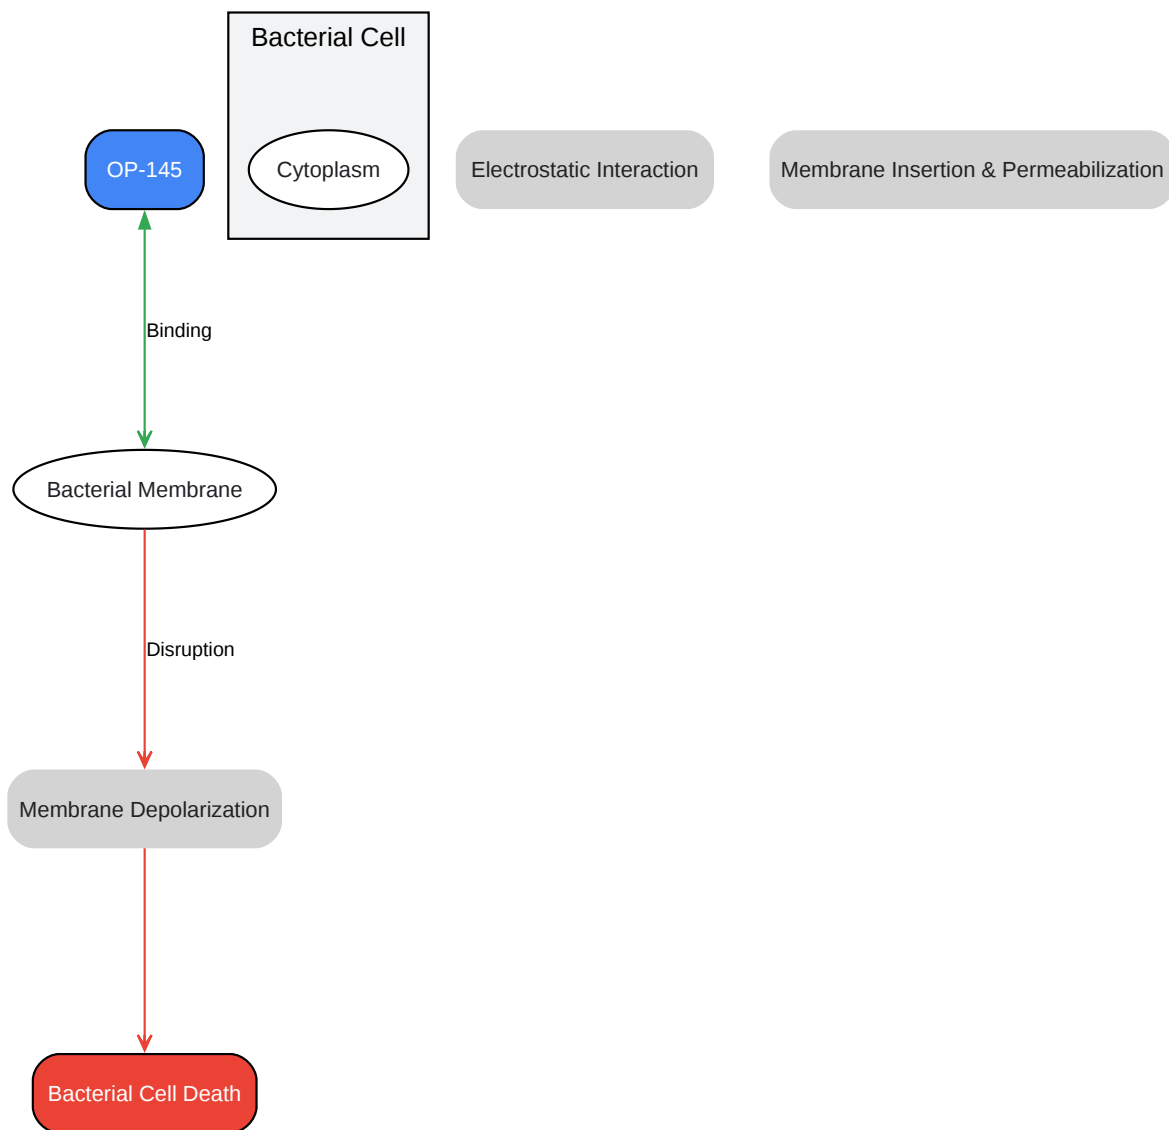 Bacterial Cell
OP-145
Cytoplasm
Electrostatic Interaction
Membrane Insertion & Permeabilization
Binding
Bacterial Membrane
Disruption
Membrane Depolarization
Bacterial Cell Death